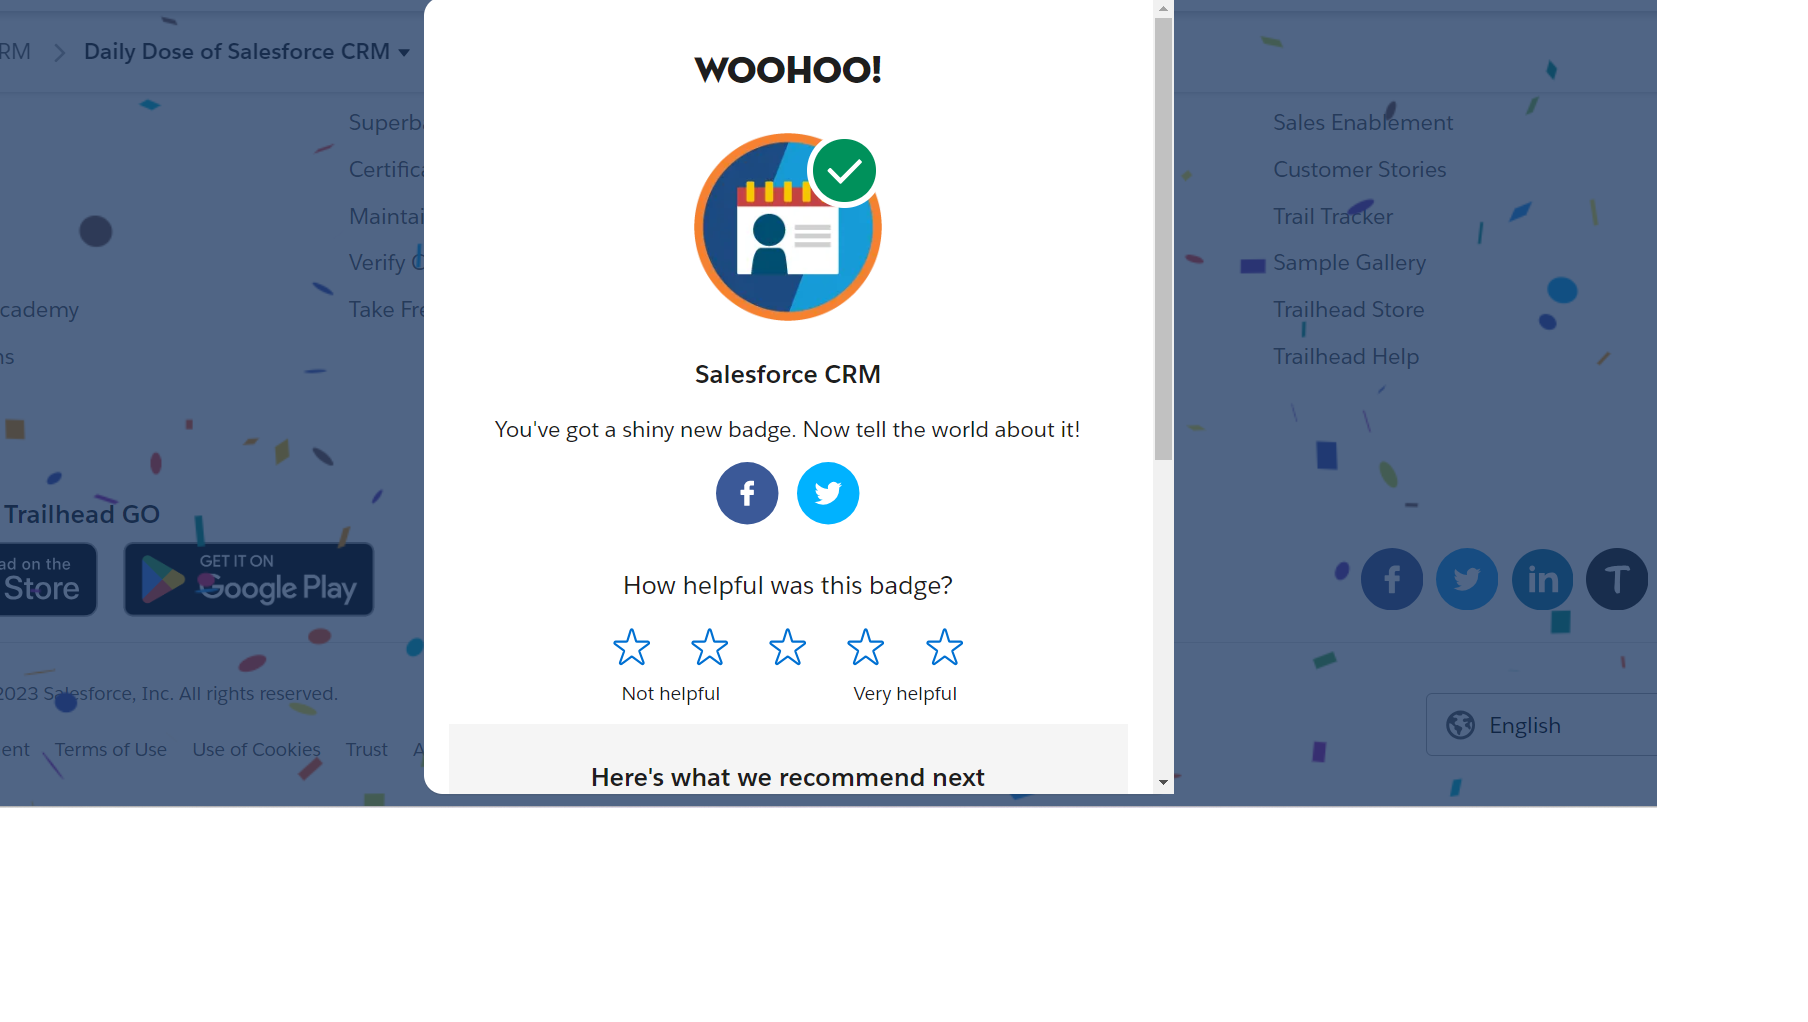 RM > Daily Dose of Salesforce CRM
WOOHOO!
Salesforce CRM
You've got a shiny new badge. Now tell the world about it!
How helpful was this badge?
Not helpful
Very helpful
Here's what we recommend next
cademy
ns
Superba
Certifica
Maintai
Verify C
Take Fre
Sales Enablement
Customer Stories
Trail Tracker
Sample Gallery
Trailhead Store
Trailhead Help
Trailhead GO
ad on the
Store
GET IT ON
Google Play
2023 Salesforce, Inc. All rights reserved.
ent Terms of Use Use of Cookies Trust A
English